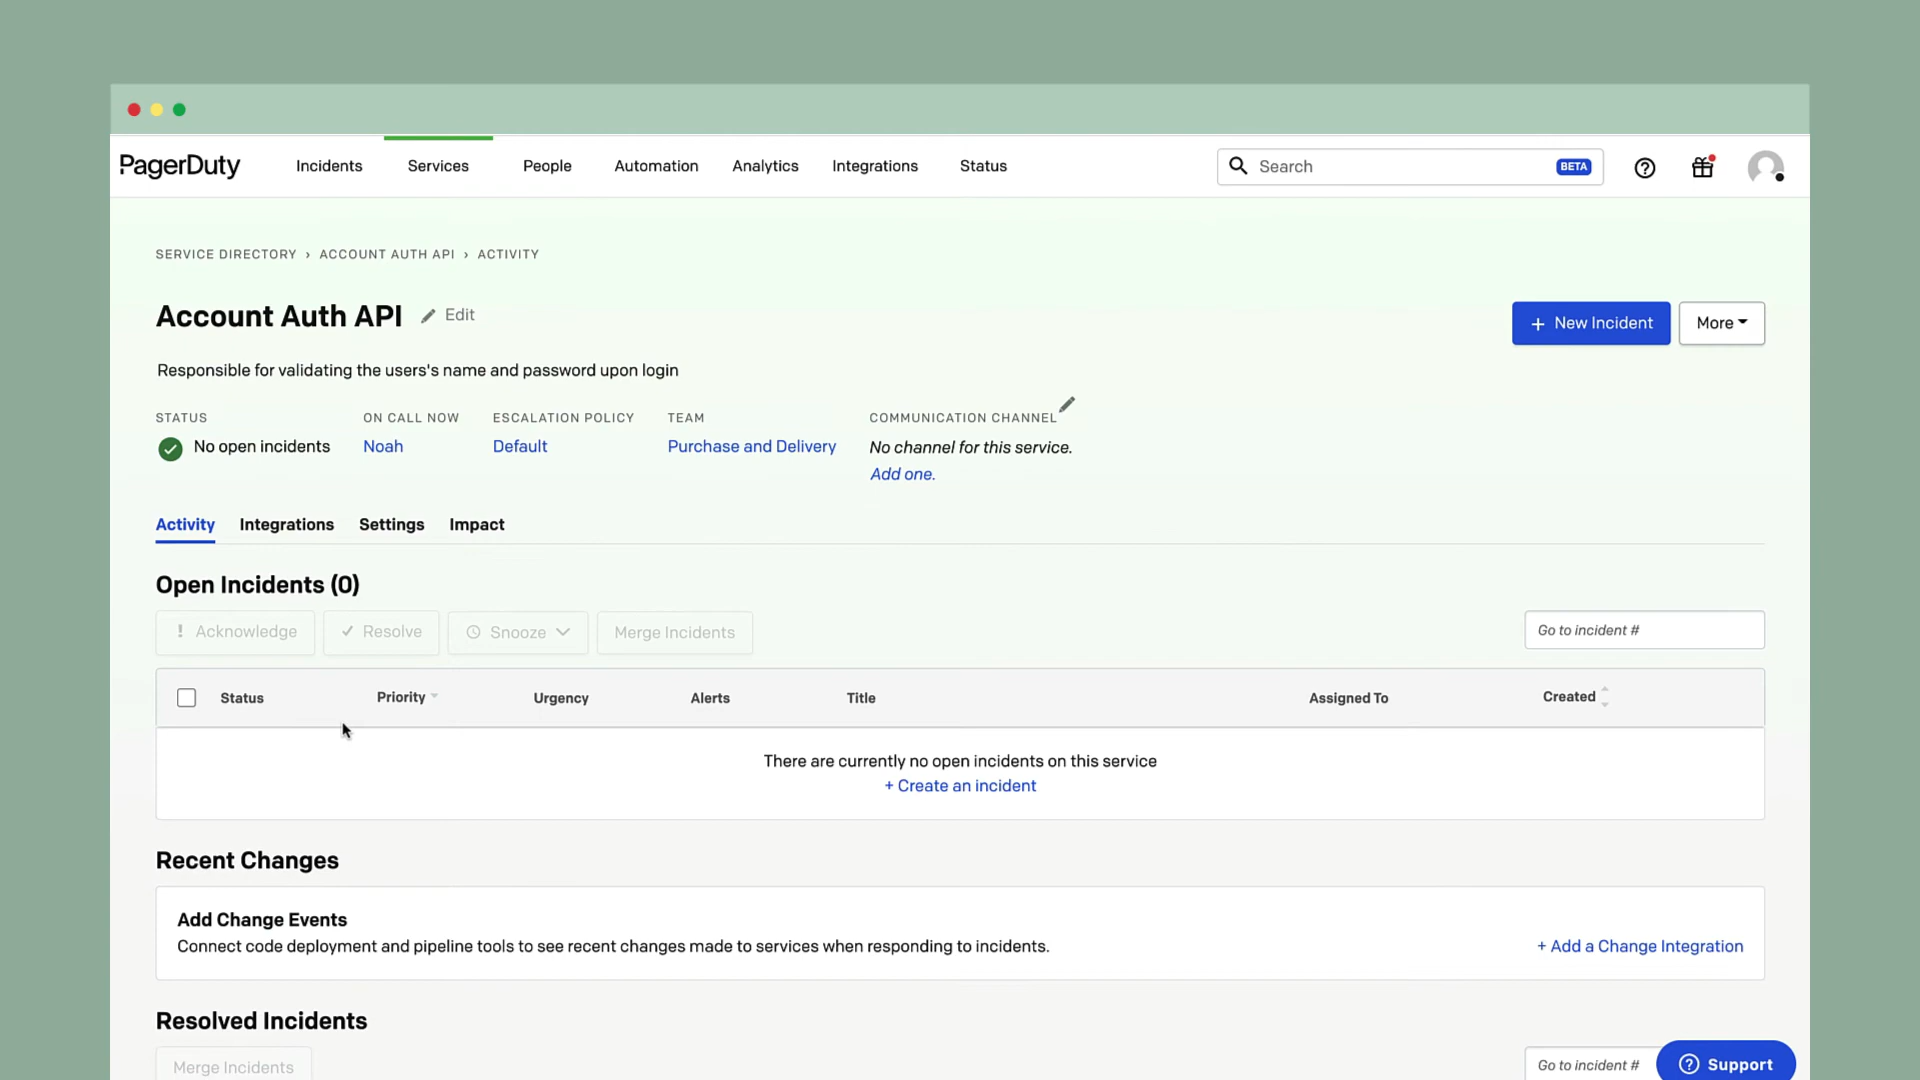 PagerDuty Incidents Services People Automation Analytics Integrations Status Search BETA
SERVICE DIRECTORY › ACCOUNT AUTH API › ACTIVITY
Account Auth API Edit
+ New Incident More
Responsible for validating the users's name and password upon login
STATUS ON CALL NOW ESCALATION POLICY TEAM COMMUNICATION CHANNEL
No open incidents Noah Default Purchase and Delivery No channel for this service.
Add one.
Activity Integrations Settings Impact
Open Incidents (0)
! Acknowledge Resolve Snooze Merge Incidents Go to incident #
Status Priority Urgency Alerts Title Assigned To Created
There are currently no open incidents on this service
+ Create an incident
Recent Changes
Add Change Events
Connect code deployment and pipeline tools to see recent changes made to services when responding to incidents. + Add a Change Integration
Resolved Incidents
Merge Incidents Go to incident # Support